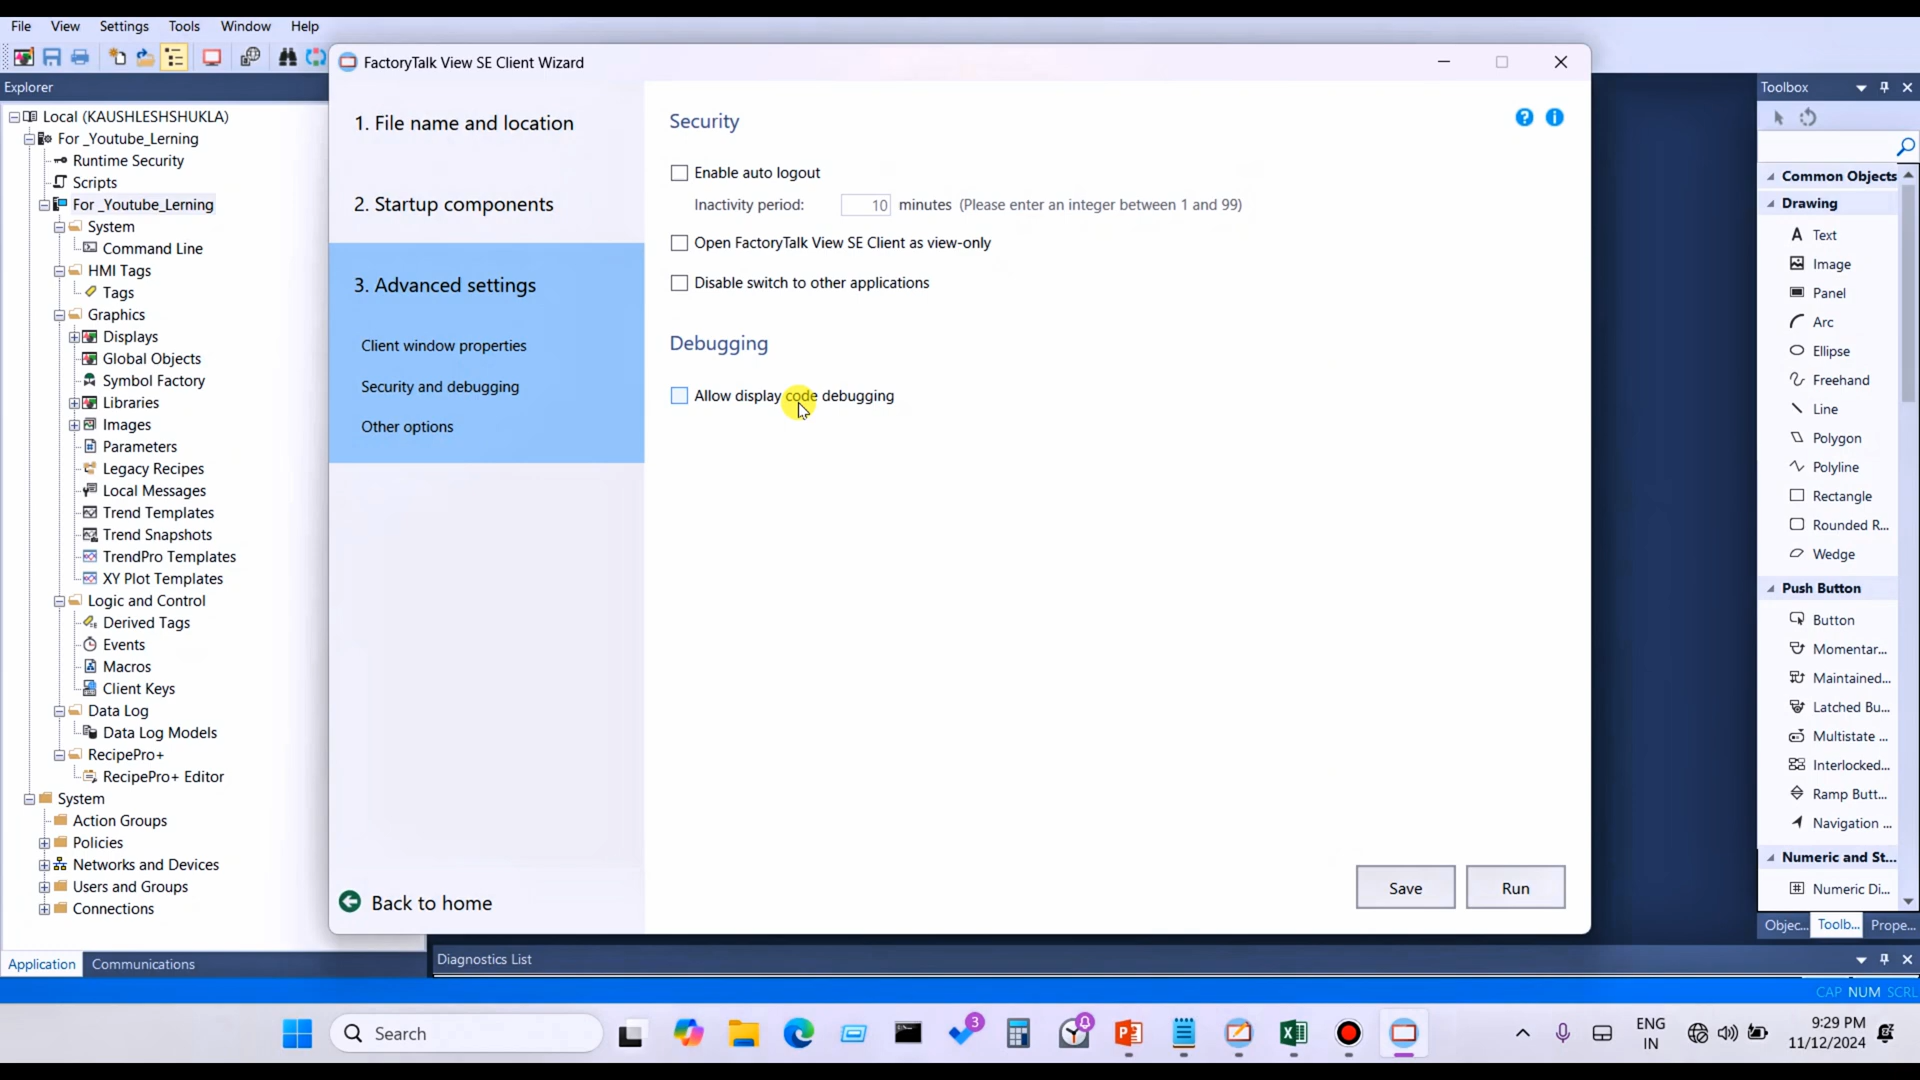 File View Settings Tools Window Help
FactoryTalk View SE Client Wizard
Explorer
Local (KAUSHLESHSHUKLA)
For _Youtube_Lerning
Runtime Security
Scripts
For _Youtube_Lerning
System
Command Line
HMI Tags
Tags
Graphics
Displays
Global Objects
Symbol Factory
Libraries
Images
Parameters
Legacy Recipes
Local Messages
Trend Templates
Trend Snapshots
TrendPro Templates
XY Plot Templates
Logic and Control
Derived Tags
Events
Macros
Client Keys
Data Log
Data Log Models
RecipePro+
RecipePro+ Editor
System
Action Groups
Policies
Networks and Devices
Users and Groups
Connections
Application Communications
1. File name and location
2. Startup components
3. Advanced settings
Client window properties
Security and debugging
Other options
Back to home
Security
Enable auto logout
Inactivity period: 10 minutes (Please enter an integer between 1 and 99)
Open FactoryTalk View SE Client as view-only
Disable switch to other applications
Debugging
Allow display code debugging
Save Run
Diagnostics List
Toolbox
Common Objects
Drawing
A Text
Image
Panel
Arc
Ellipse
Freehand
Line
Polygon
Polyline
Rectangle
Rounded R...
Wedge
Push Button
Button
Momentar...
Maintained...
Latched Bu...
Multistate ...
Interlocked...
Ramp Butt...
Navigation ...
Numeric and St...
Numeric Di...
Objec... Toolb... Prope...
CAP NUM SCRL
Search
3
ENG
IN
9:29 PM
11/12/2024